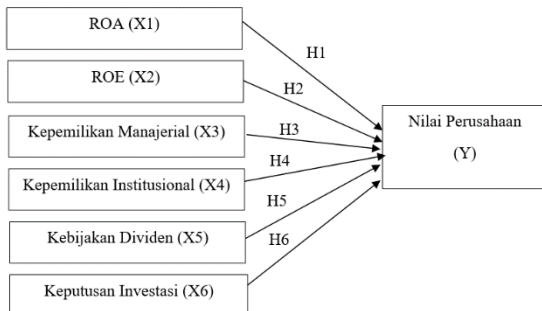 ROA (X1)
H1
ROE (X2)
H2
Nilai Perusahaan
(Y)
Kepemilikan Manajerial (X3)
H3
Kepemilikan Institusional (X4)
H4
Kebijakan Dividen (X5)
H5
H6
Keputusan Investasi (X6)